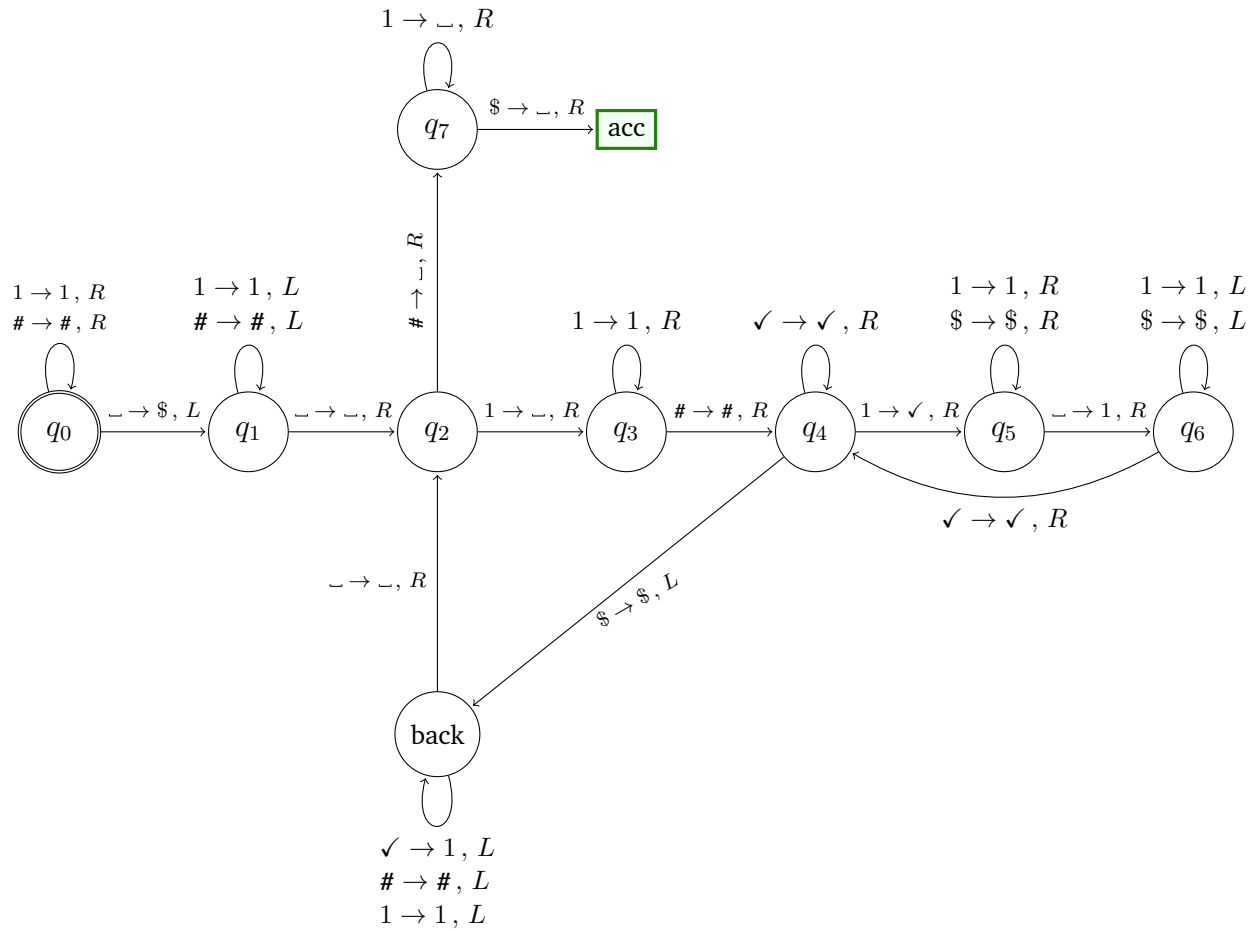 1 → ␣, R
q7
$ → ␣, R
acc
# → ␣, R
1 → 1, R
# → #, R
1 → 1, L
# → #, L
1 → 1, R
✓ → ✓, R
1 → 1, R
$ → $, R
1 → 1, L
$ → $, L
q0
␣ → $, L
q1
␣ → ␣, R
q2
1 → ␣, R
q3
# → #, R
q4
1 → ✓, R
q5
␣ → 1, R
q6
✓ → ✓, R
␣ → ␣, R
$ → $, L
back
✓ → 1, L
# → #, L
1 → 1, L